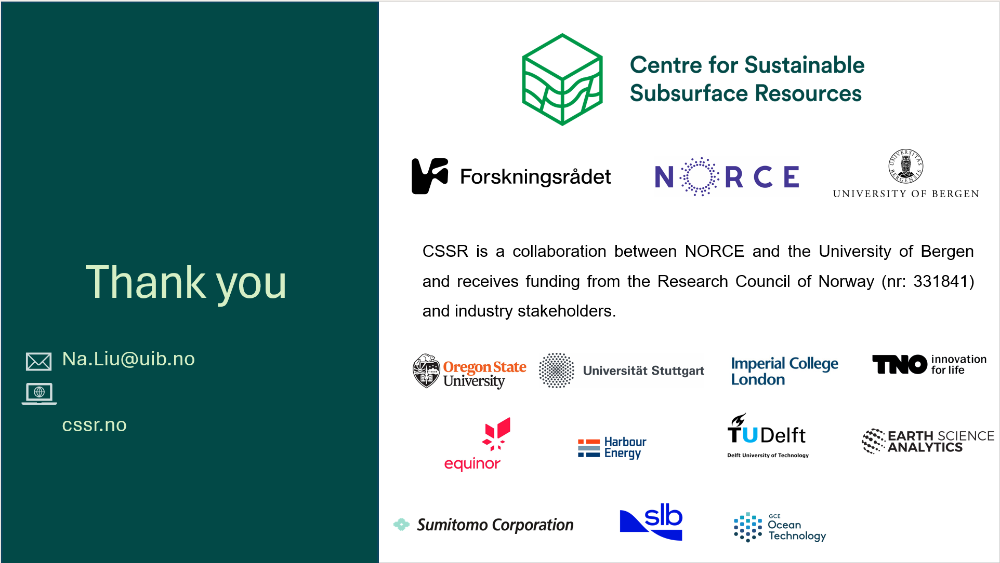 Thank you
Na.Liu@uib.no
cssr.no
Centre for Sustainable
Subsurface Resources
Forskningsrådet
NORCE
UNIVERSITAS BERGENSIS
UNIVERSITY OF BERGEN
CSSR is a collaboration between NORCE and the University of Bergen
and receives funding from the Research Council of Norway (nr: 331841)
and industry stakeholders.
Oregon State
University
Universität Stuttgart
Imperial College
London
TNO innovation
for life
equinor
Harbour
Energy
TUDelft
Delft University of Technology
EARTH SCIENCE
ANALYTICS
Sumitomo Corporation
slb
GCE
Ocean
Technology